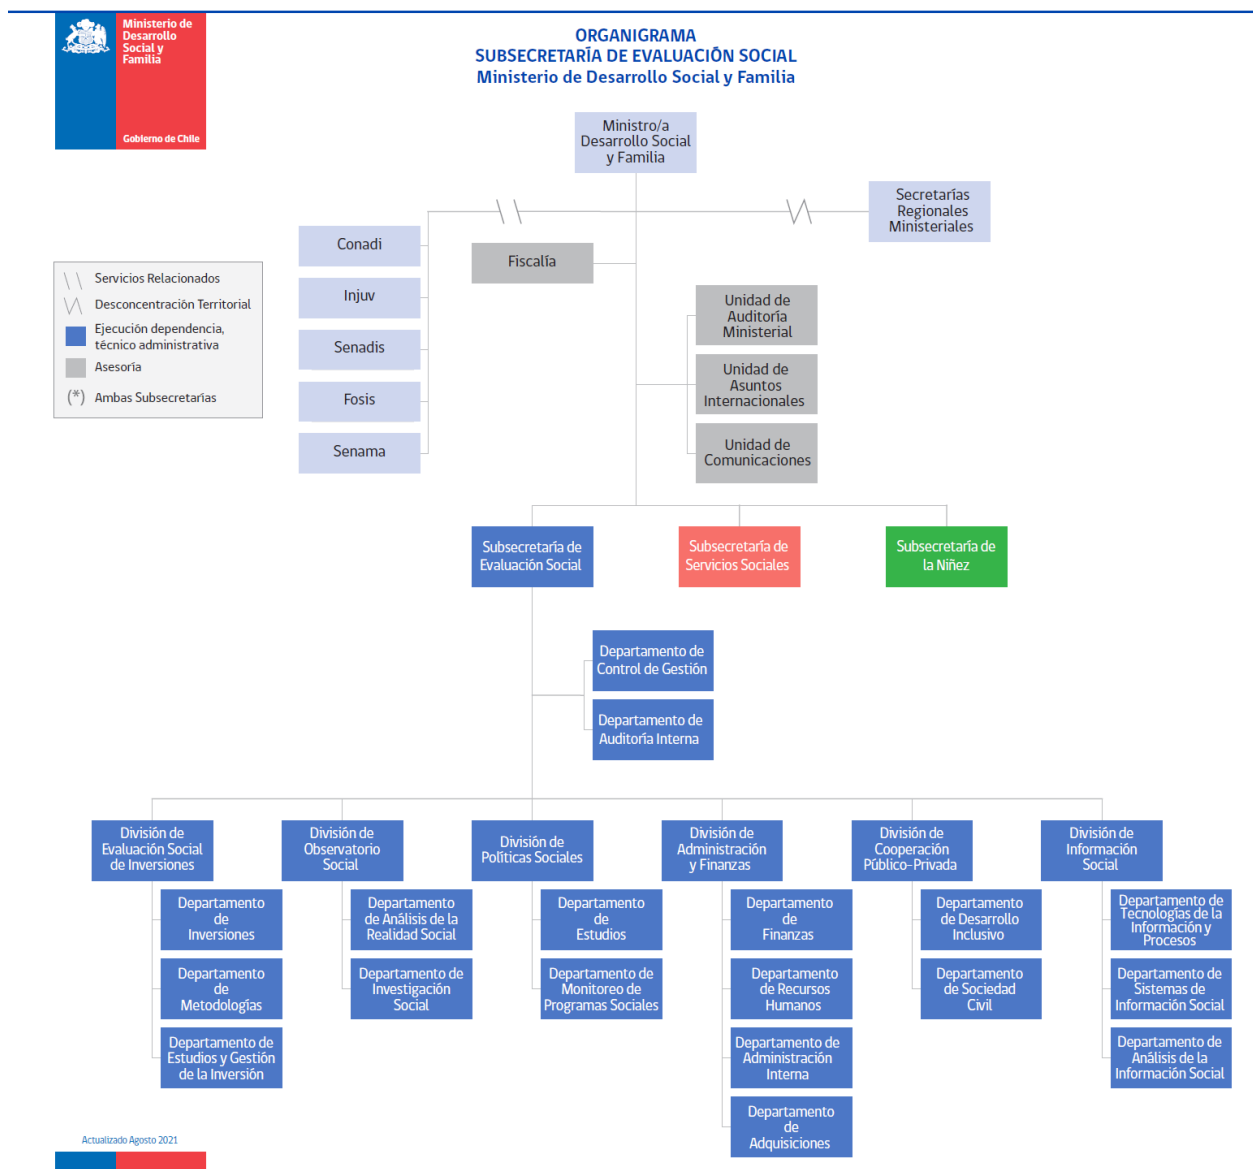 Ministerio de
Desarrollo
Social y
Familia
Gobierno de Chile
ORGANIGRAMA
SUBSECRETARÍA DE EVALUACIÓN SOCIAL
Ministerio de Desarrollo Social y Familia
Ministro/a
Desarrollo Social
y Familia
Secretarías
Regionales
Ministeriales
Conadi
Injuv
Senadis
Fosis
Senama
Fiscalía
Servicios Relacionados
Desconcentración Territorial
Ejecución dependencia,
técnico administrativa
Asesoría
(*) Ambas Subsecretarías
Unidad de
Auditoría
Ministerial
Unidad de
Asuntos
Internacionales
Unidad de
Comunicaciones
Subsecretaría de
Evaluación Social
Subsecretaría de
Servicios Sociales
Subsecretaría de
la Niñez
Departamento de
Control de Gestión
Departamento de
Auditoría Interna
División de
Evaluación Social
de Inversiones
División de
Observatorio
Social
División de
Políticas Sociales
División de
Administración
y Finanzas
División de
Cooperación
Público-Privada
División de
Información
Social
Departamento
de
Inversiones
Departamento
de
Metodologías
Departamento de
Estudios y Gestión
de la Inversión
Departamento
de Análisis de la
Realidad Social
Departamento de
Investigación
Social
Departamento
de
Estudios
Departamento de
Monitoreo de
Programas Sociales
Departamento
de
Finanzas
Departamento
de Recursos
Humanos
Departamento de
Administración
Interna
Departamento
de
Adquisiciones
Departamento
de Desarrollo
Inclusivo
Departamento
de Sociedad
Civil
Departamento de
Tecnologías de la
Información y
Procesos
Departamento de
Sistemas de
Información Social
Departamento de
Análisis de la
Información Social
Actualizado Agosto 2021